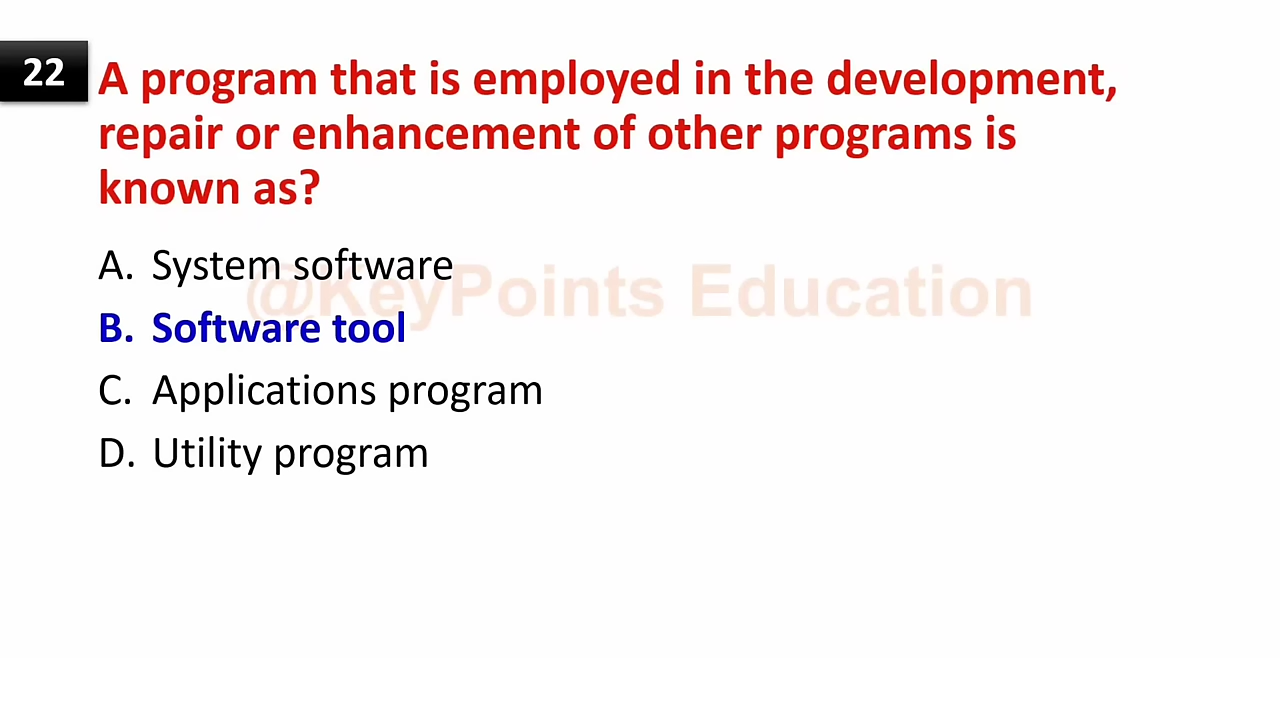 22
A program that is employed in the development,
repair or enhancement of other programs is
known as?
A. System software
@KeyPoints Education
B. Software tool
C. Applications program
D. Utility program